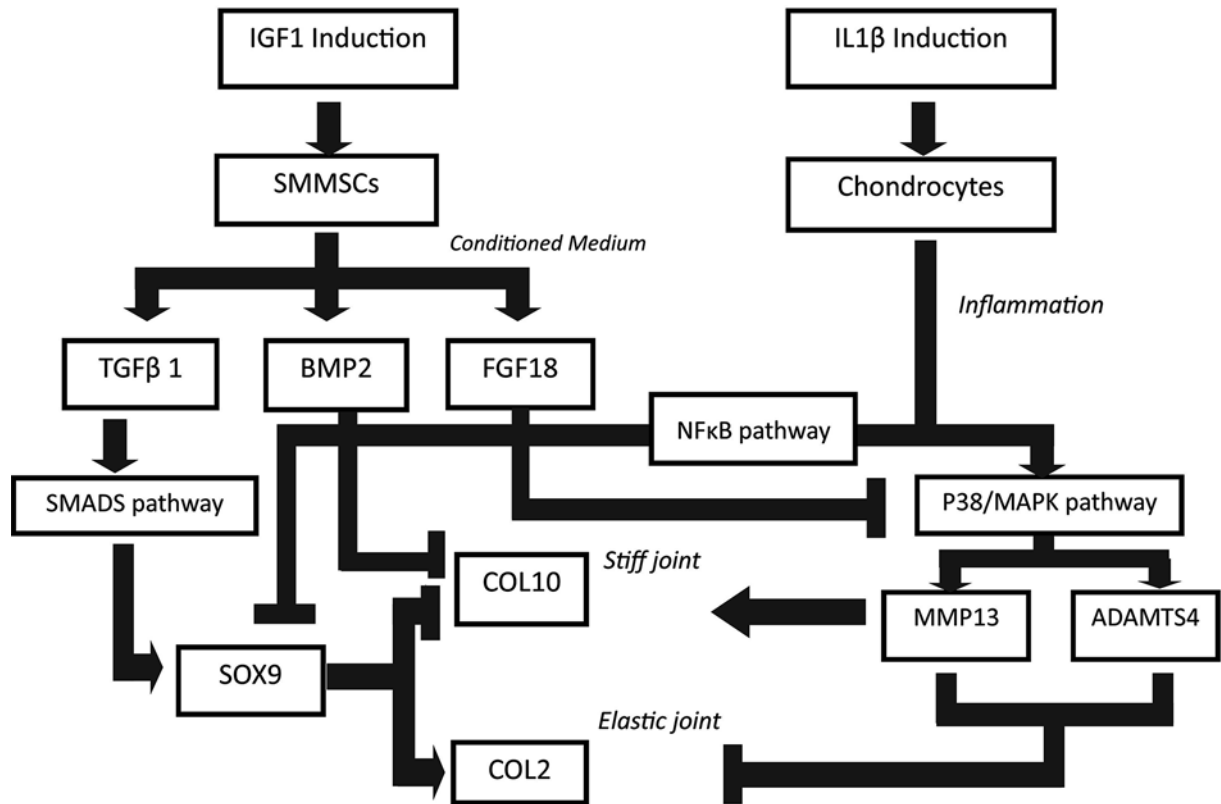 IGF1 Induction
IL1β Induction
SMMSCs
Chondrocytes
Conditioned Medium
Inflammation
TGFβ 1
BMP2
FGF18
NFκB pathway
SMADS pathway
P38/MAPK pathway
COL10
Stiff joint
MMP13
ADAMTS4
SOX9
Elastic joint
COL2